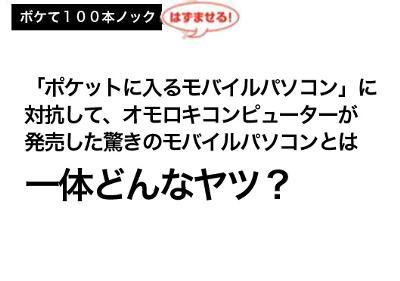 ボケて１００本ノック
はずませる!
「ポケットに入るモバイルパソコン」に
対抗して、オモロキコンピューターが
発売した驚きのモバイルパソコンとは
一体どんなヤツ？